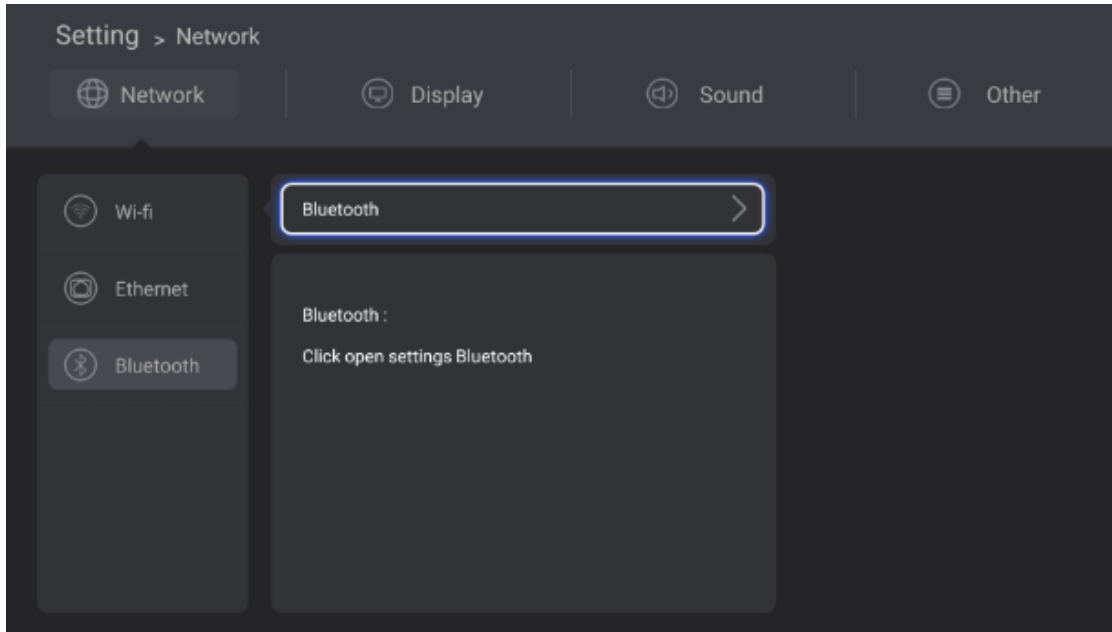 Setting > Network
Network
Display
Sound
Other
Wi-fi
Ethernet
Bluetooth
Bluetooth
Bluetooth :
Click open settings Bluetooth